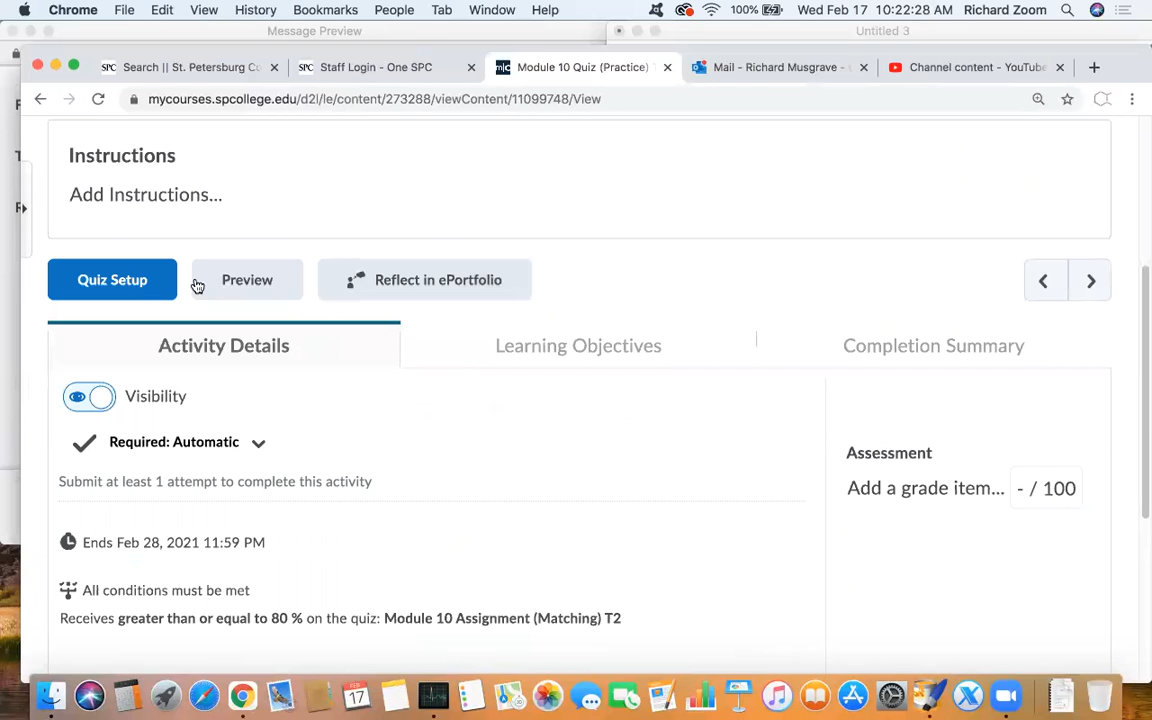 Chrome File Edit View History Bookmarks People Tab Window Help 100% Wed Feb 17 10:22:28 AM Richard Zoom
Message Preview Untitled 3
SPC Search || St. Petersburg Co SPC Staff Login - One SPC Module 10 Quiz (Practice) T Mail - Richard Musgrave - Channel content - YouTube
mycourses.spcollege.edu/d2l/le/content/273288/viewContent/11099748/View
Instructions
Add Instructions...
Quiz Setup Preview Reflect in ePortfolio
Activity Details Learning Objectives Completion Summary
Visibility
Required: Automatic
Submit at least 1 attempt to complete this activity
Assessment
Add a grade item... - / 100
Ends Feb 28, 2021 11:59 PM
All conditions must be met
Receives greater than or equal to 80 % on the quiz: Module 10 Assignment (Matching) T2
FEB
17